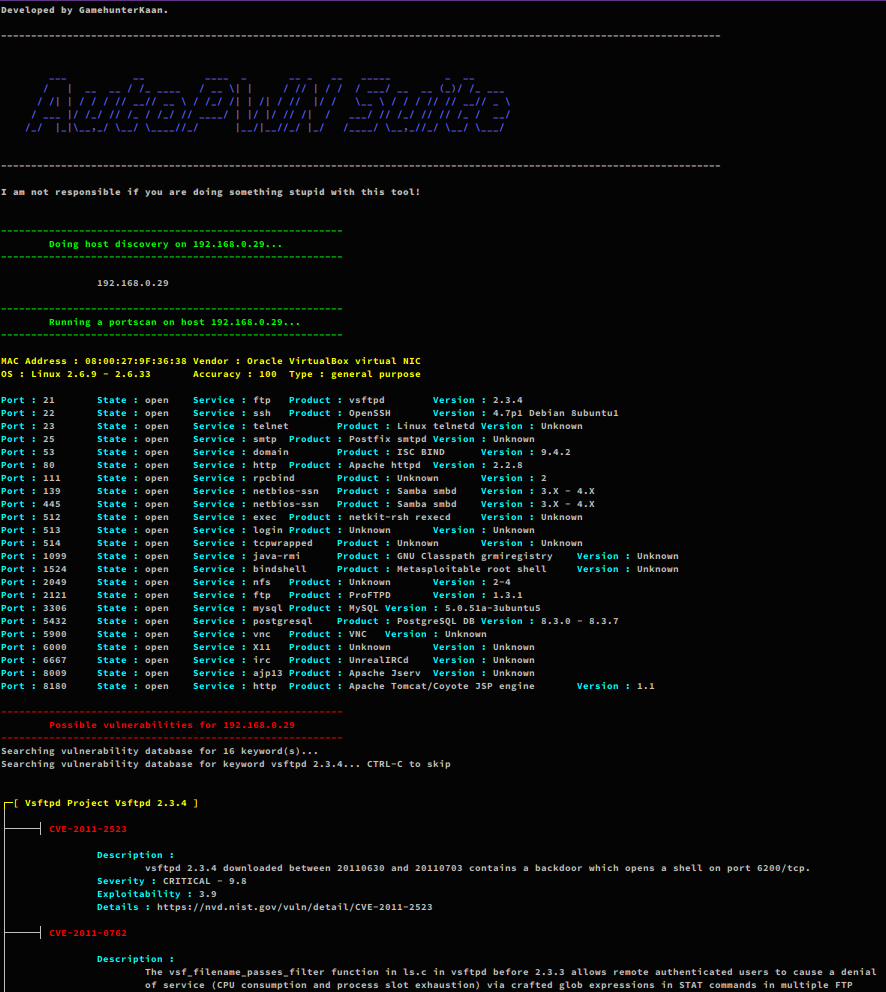 Developed by GamehunterKaan.
AutoPWN Suite
I am not responsible if you are doing something stupid with this tool!
Doing host discovery on 192.168.0.29...
192.168.0.29
Running a portscan on host 192.168.0.29...
MAC Address : 08:00:27:9F:36:38 Vendor : Oracle VirtualBox virtual NIC
OS : Linux 2.6.9 - 2.6.33 Accuracy : 100 Type : general purpose
Port : 21 State : open Service : ftp Product : vsftpd Version : 2.3.4
Port : 22 State : open Service : ssh Product : OpenSSH Version : 4.7p1 Debian 8ubuntu1
Port : 23 State : open Service : telnet Product : Linux telnetd Version : Unknown
Port : 25 State : open Service : smtp Product : Postfix smtpd Version : Unknown
Port : 53 State : open Service : domain Product : ISC BIND Version : 9.4.2
Port : 80 State : open Service : http Product : Apache httpd Version : 2.2.8
Port : 111 State : open Service : rpcbind Product : Unknown Version : 2
Port : 139 State : open Service : netbios-ssn Product : Samba smbd Version : 3.X - 4.X
Port : 445 State : open Service : netbios-ssn Product : Samba smbd Version : 3.X - 4.X
Port : 512 State : open Service : exec Product : netkit-rsh rexecd Version : Unknown
Port : 513 State : open Service : login Product : Unknown Version : Unknown
Port : 514 State : open Service : tcpwrapped Product : Unknown Version : Unknown
Port : 1099 State : open Service : java-rmi Product : GNU Classpath grmiregistry Version : Unknown
Port : 1524 State : open Service : bindshell Product : Metasploitable root shell Version : Unknown
Port : 2049 State : open Service : nfs Product : Unknown Version : 2-4
Port : 2121 State : open Service : ftp Product : ProFTPD Version : 1.3.1
Port : 3306 State : open Service : mysql Product : MySQL Version : 5.0.51a-3ubuntu5
Port : 5432 State : open Service : postgresql Product : PostgreSQL DB Version : 8.3.0 - 8.3.7
Port : 5900 State : open Service : vnc Product : VNC Version : Unknown
Port : 6000 State : open Service : X11 Product : Unknown Version : Unknown
Port : 6667 State : open Service : irc Product : UnrealIRCd Version : Unknown
Port : 8009 State : open Service : ajp13 Product : Apache Jserv Version : Unknown
Port : 8180 State : open Service : http Product : Apache Tomcat/Coyote JSP engine Version : 1.1
Possible vulnerabilities for 192.168.0.29
Searching vulnerability database for 16 keyword(s)...
Searching vulnerability database for keyword vsftpd 2.3.4... CTRL-C to skip
[ Vsftpd Project Vsftpd 2.3.4 ]
CVE-2011-2523
Description :
vsftpd 2.3.4 downloaded between 20110630 and 20110703 contains a backdoor which opens a shell on port 6200/tcp.
Severity : CRITICAL - 9.8
Exploitability : 3.9
Details : https://nvd.nist.gov/vuln/detail/CVE-2011-2523
CVE-2011-0762
Description :
The vsf_filename_passes_filter function in ls.c in vsftpd before 2.3.3 allows remote authenticated users to cause a denial
of service (CPU consumption and process slot exhaustion) via crafted glob expressions in STAT commands in multiple FTP